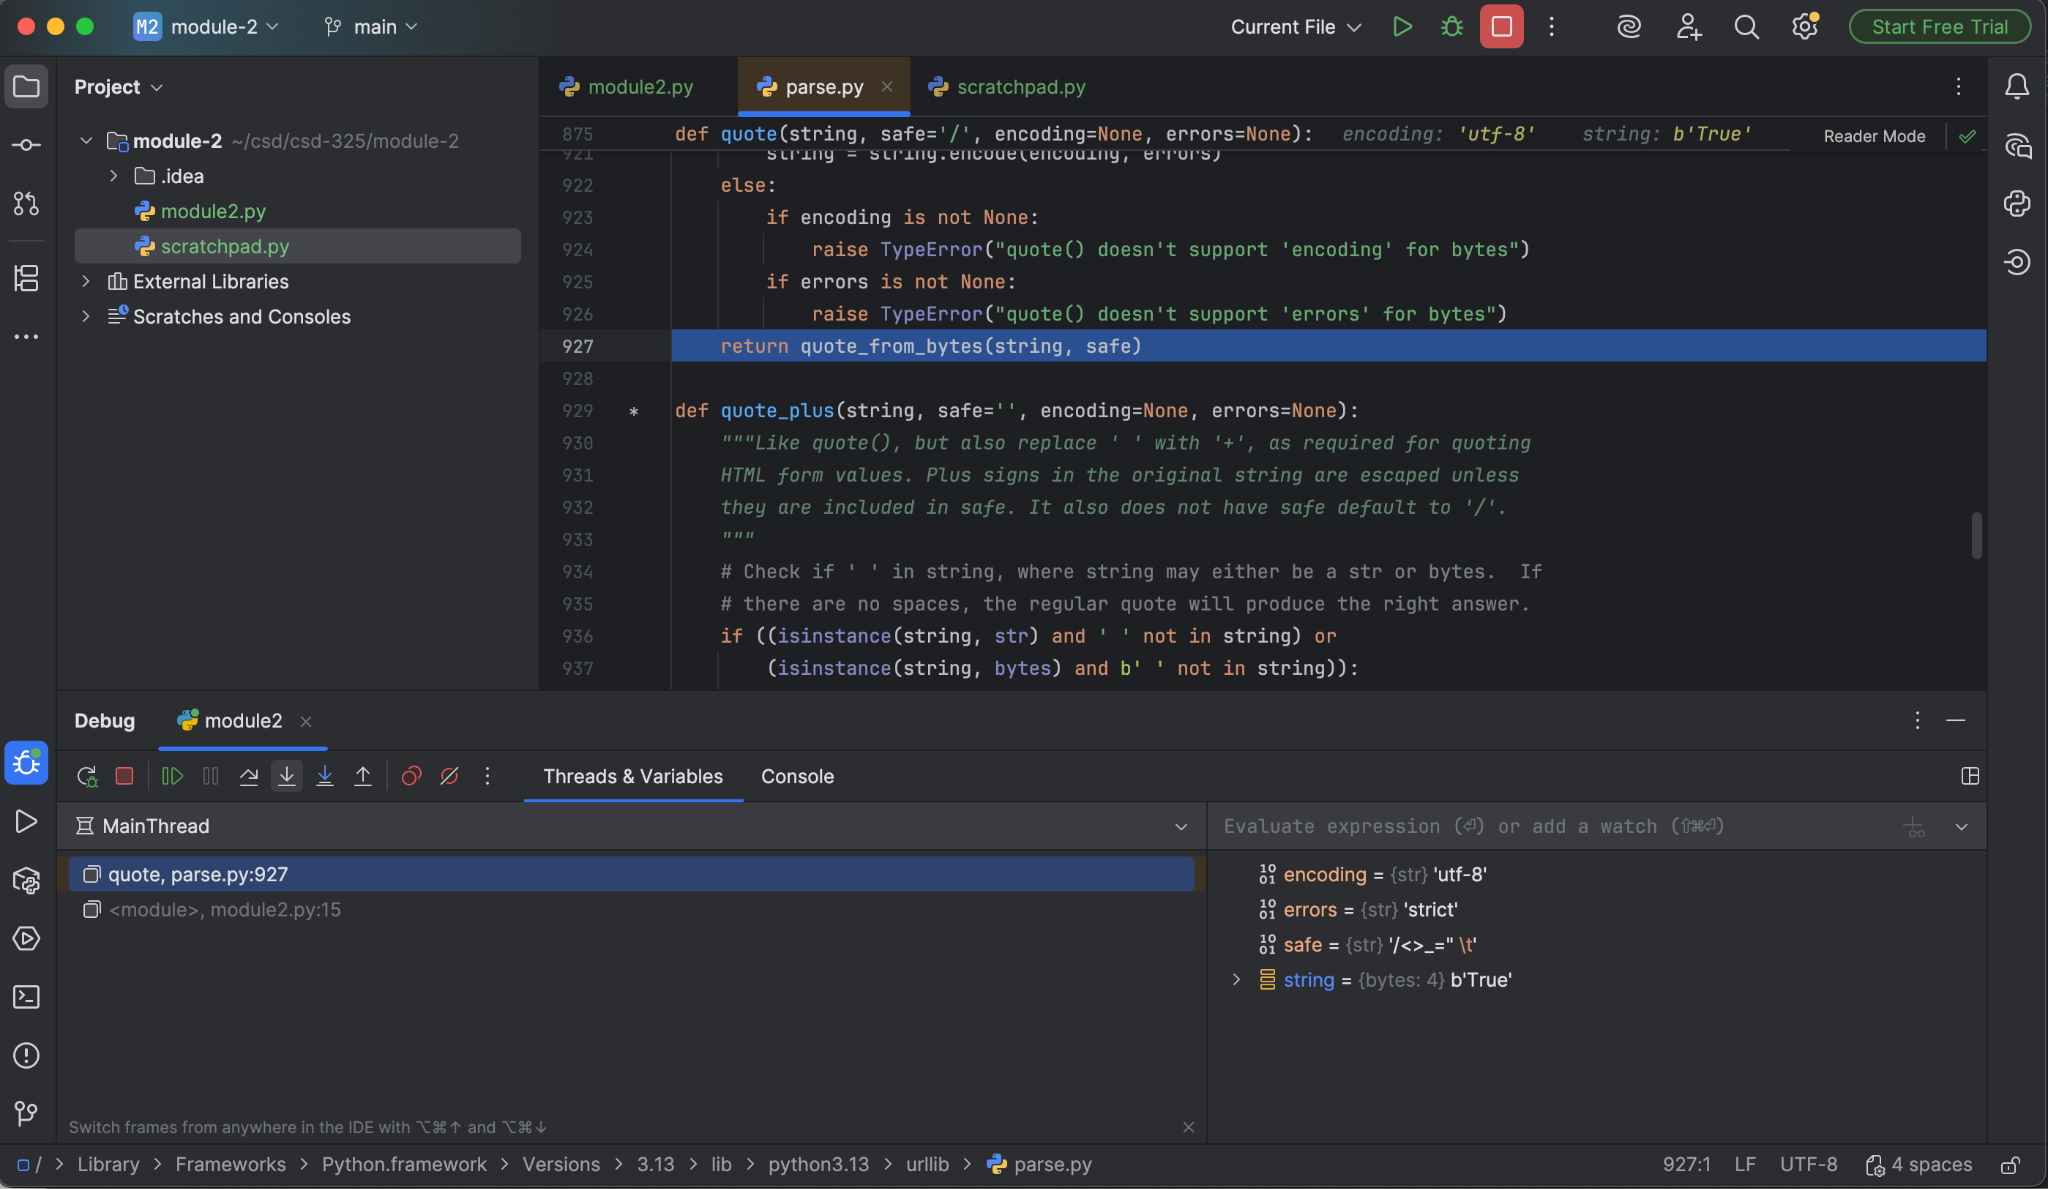 M2 module-2 main Current File Start Free Trial
Project
module-2 ~/csd/csd-325/module-2
.idea
module2.py
scratchpad.py
External Libraries
Scratches and Consoles
module2.py parse.py scratchpad.py
875 def quote(string, safe='/', encoding=None, errors=None): encoding: 'utf-8' string: b'True' Reader Mode
921 string = string.encode(encoding, errors)
922 else:
923 if encoding is not None:
924 raise TypeError("quote() doesn't support 'encoding' for bytes")
925 if errors is not None:
926 raise TypeError("quote() doesn't support 'errors' for bytes")
927 return quote_from_bytes(string, safe)
928
929 * def quote_plus(string, safe='', encoding=None, errors=None):
930 """Like quote(), but also replace ' ' with '+', as required for quoting
931 HTML form values. Plus signs in the original string are escaped unless
932 they are included in safe. It also does not have safe default to '/'.
933 """
934 # Check if ' ' in string, where string may either be a str or bytes.  If
935 # there are no spaces, the regular quote will produce the right answer.
936 if ((isinstance(string, str) and ' ' not in string) or
937 (isinstance(string, bytes) and b' ' not in string)):
Debug module2
Threads & Variables Console
MainThread
quote, parse.py:927
<module>, module2.py:15
Switch frames from anywhere in the IDE with ⌥⌘↑ and ⌥⌘↓
Evaluate expression (⏎) or add a watch (⇧⌘⏎)
encoding = {str} 'utf-8'
errors = {str} 'strict'
safe = {str} '/<>_=" \t'
string = {bytes: 4} b'True'
/ > Library > Frameworks > Python.framework > Versions > 3.13 > lib > python3.13 > urllib > parse.py 927:1 LF UTF-8 4 spaces